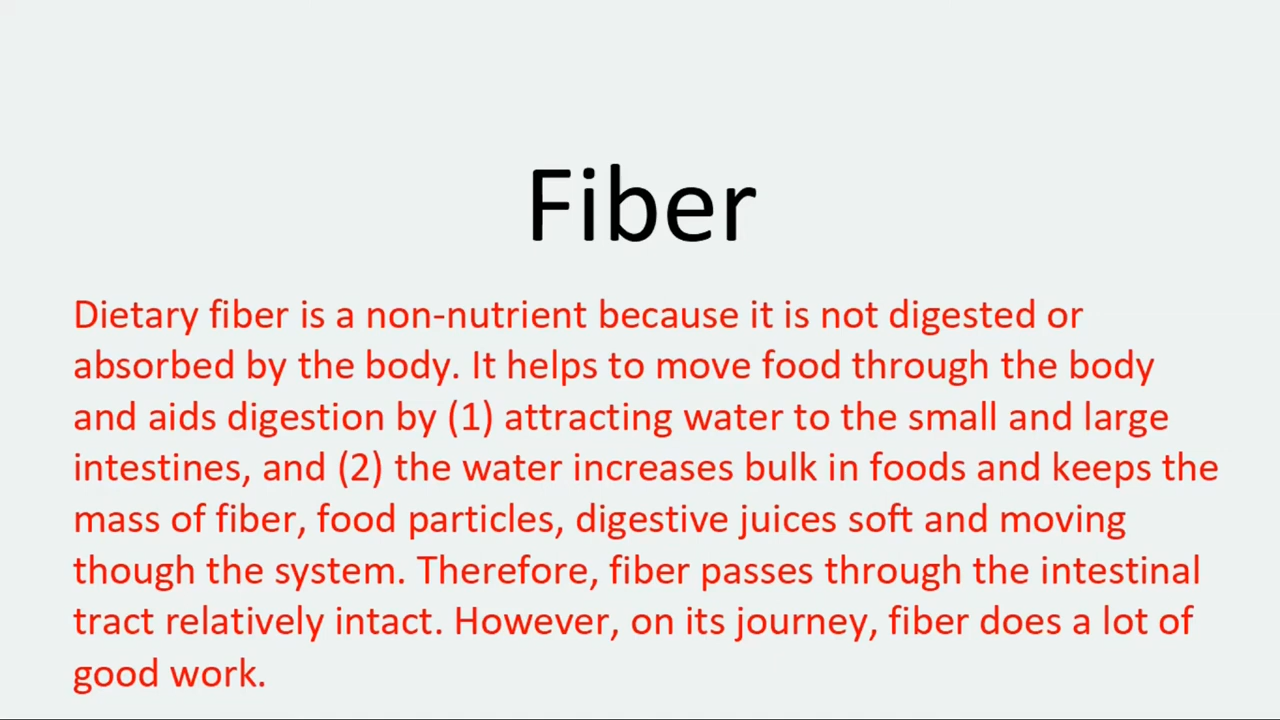 Fiber
Dietary fiber is a non-nutrient because it is not digested or
absorbed by the body. It helps to move food through the body
and aids digestion by (1) attracting water to the small and large
intestines, and (2) the water increases bulk in foods and keeps the
mass of fiber, food particles, digestive juices soft and moving
though the system. Therefore, fiber passes through the intestinal
tract relatively intact. However, on its journey, fiber does a lot of
good work.